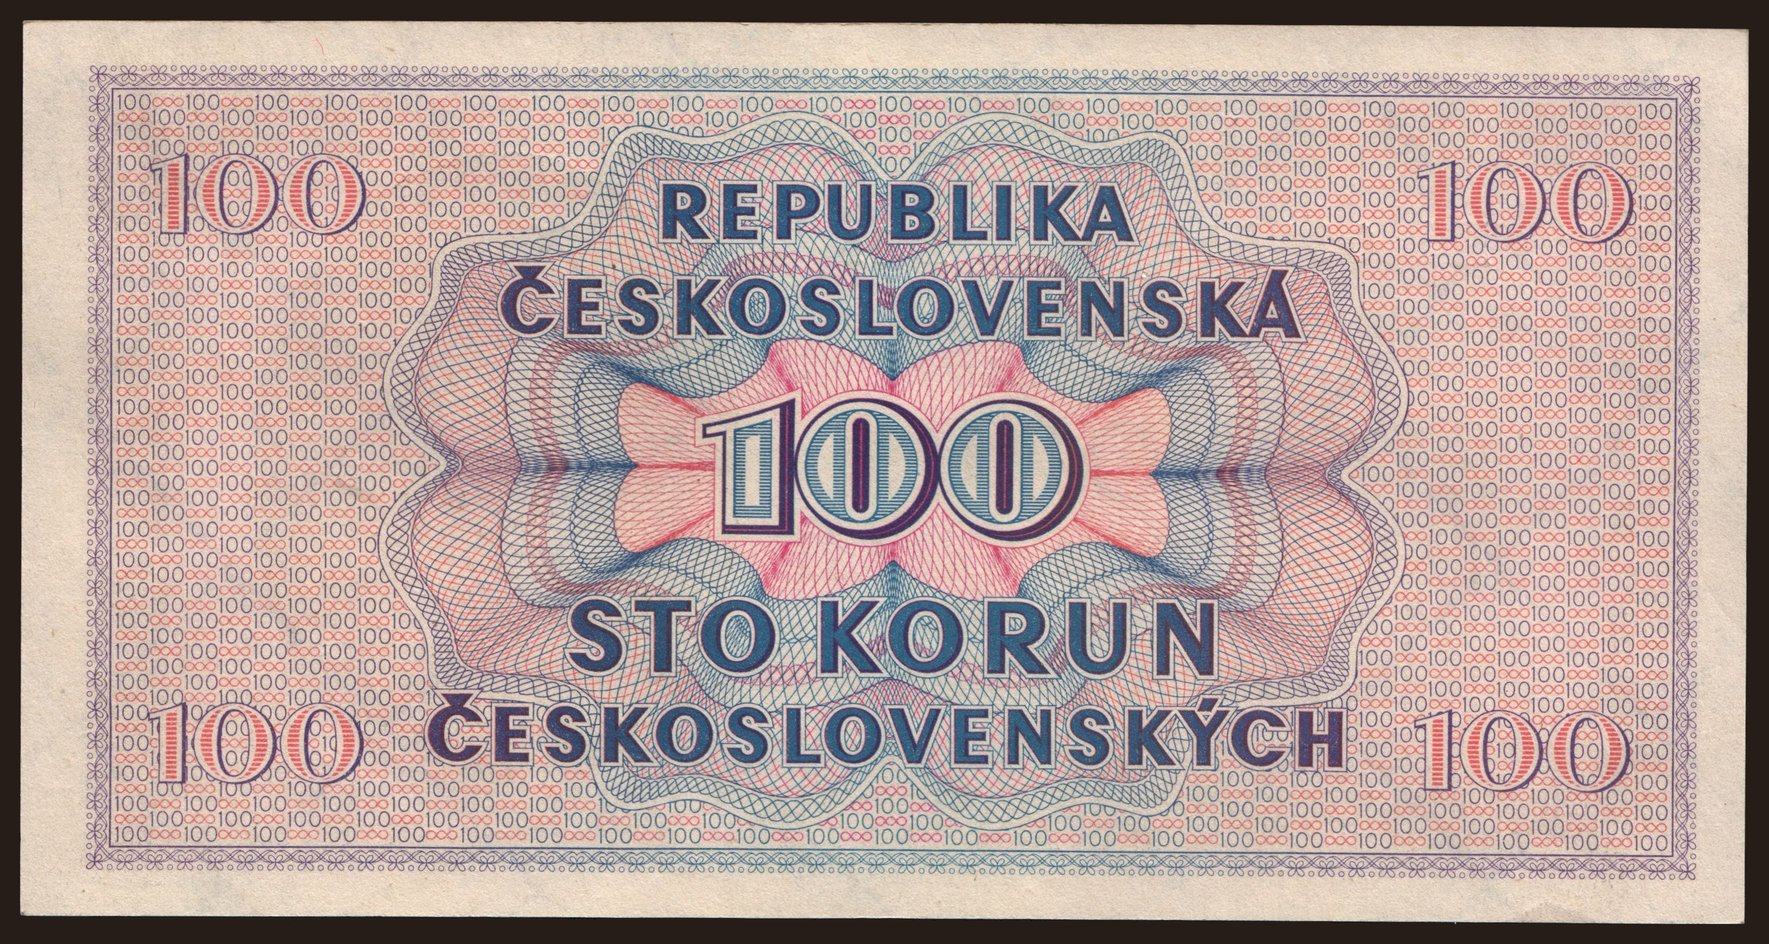 100 100
REPUBLIKA
ČESKOSLOVENSKÁ
100
STO KORUN
ČESKOSLOVENSKÝCH
100 100